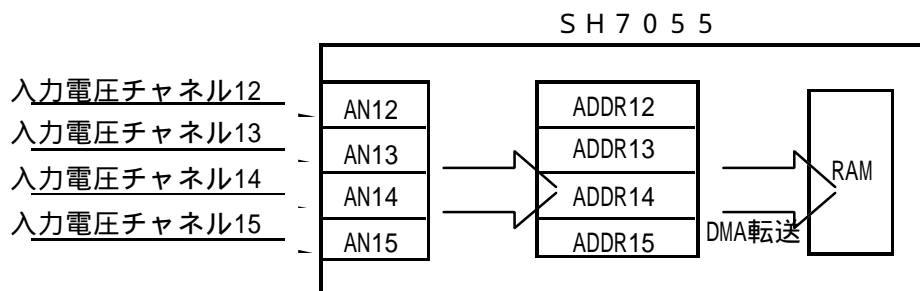 SH7055
入力電圧チャネル12
入力電圧チャネル13
入力電圧チャネル14
入力電圧チャネル15
AN12
AN13
AN14
AN15
ADDR12
ADDR13
ADDR14
ADDR15
DMA転送
RAM